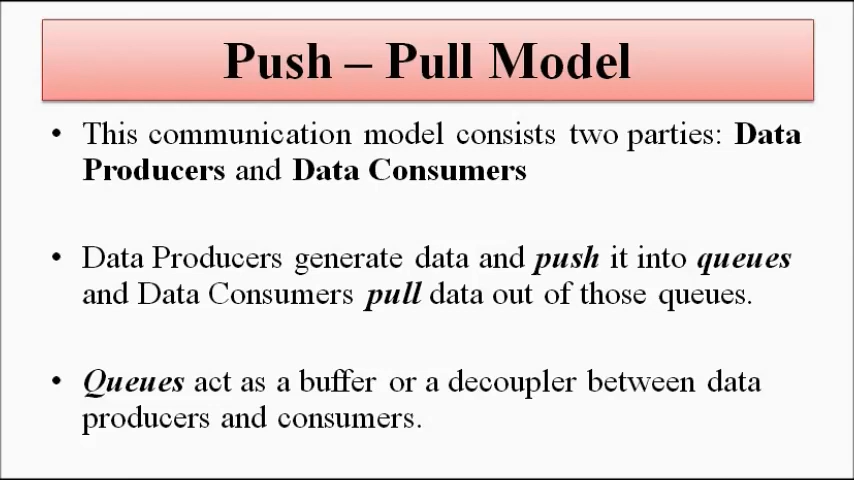 Push – Pull Model
• This communication model consists two parties: Data
Producers and Data Consumers
• Data Producers generate data and push it into queues
and Data Consumers pull data out of those queues.
• Queues act as a buffer or a decoupler between data
producers and consumers.